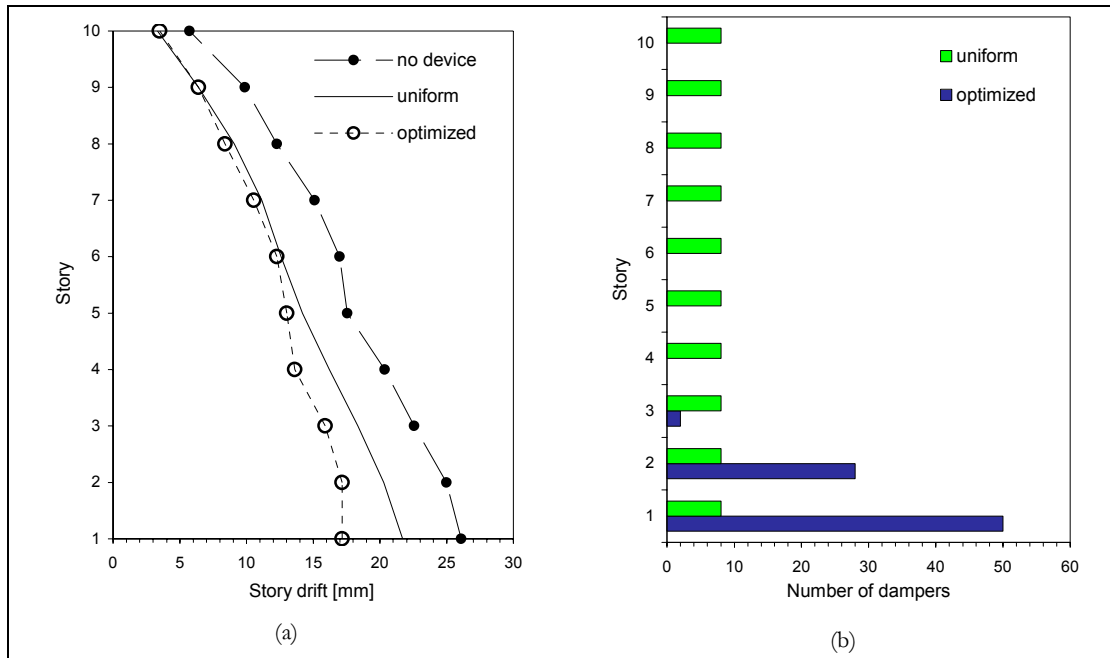 10
9
8
7
6
5
4
3
2
1
Story
0 5 10 15 20 25 30
Story drift [mm]
no device
uniform
optimized
(a)
10
9
8
7
6
5
4
3
2
1
Story
0 10 20 30 40 50 60
Number of dampers
uniform
optimized
(b)